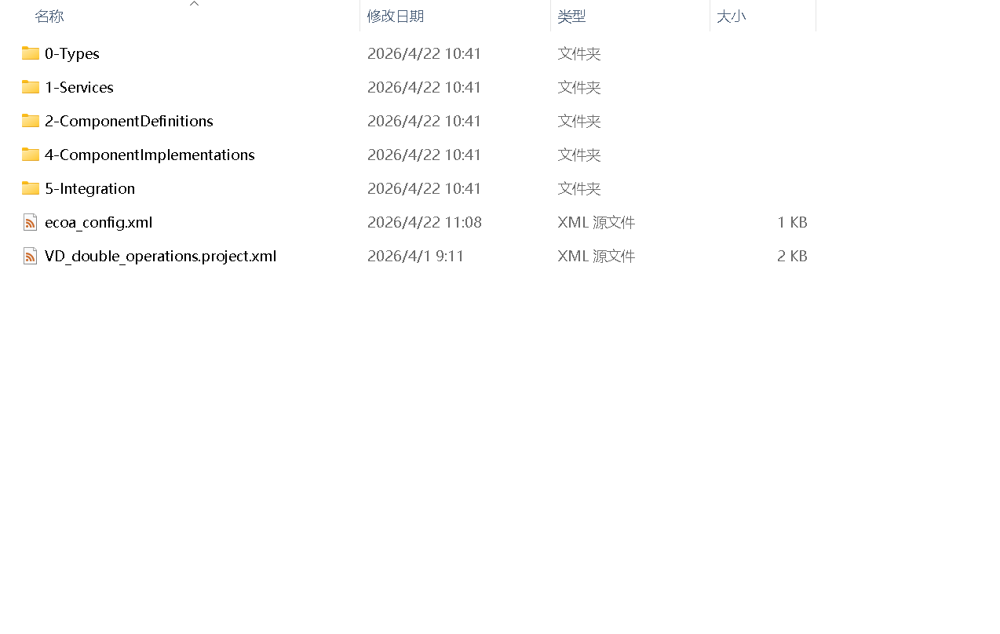 名称 修改日期 类型 大小
0-Types 2026/4/22 10:41 文件夹
1-Services 2026/4/22 10:41 文件夹
2-ComponentDefinitions 2026/4/22 10:41 文件夹
4-ComponentImplementations 2026/4/22 10:41 文件夹
5-Integration 2026/4/22 10:41 文件夹
ecoa_config.xml 2026/4/22 11:08 XML 源文件 1 KB
VD_double_operations.project.xml 2026/4/1 9:11 XML 源文件 2 KB